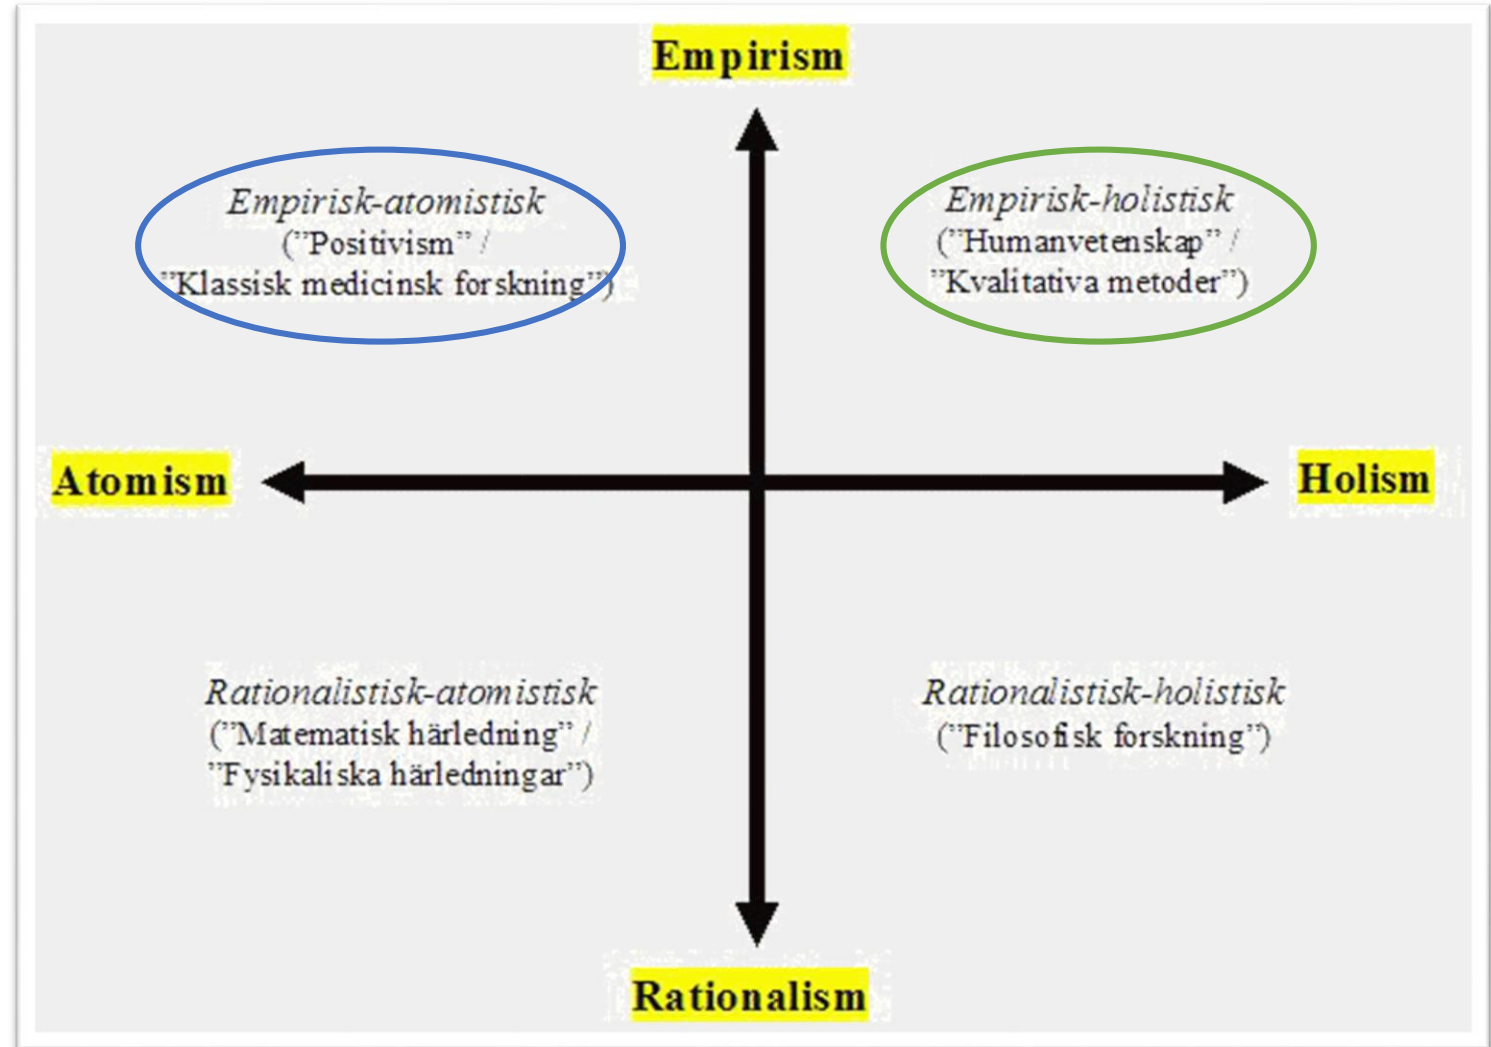 Empirism
Empirisk-atomistisk
(”Positivism” /
”Klassisk medicinsk forskning”)
Empirisk-holistisk
(”Humanvetenskap” /
”Kvalitativa metoder”)
Atomism
Holism
Rationalistisk-atomistisk
(”Matematisk härledning” /
”Fysikaliska härledningar”)
Rationalistisk-holistisk
(”Filosofisk forskning”)
Rationalism